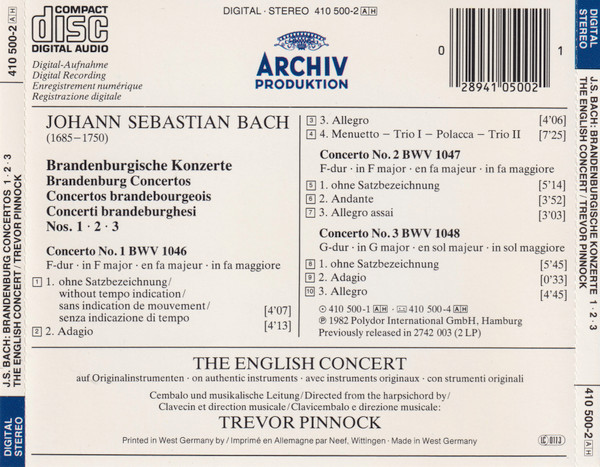 410 500-2 AH
J.S. BACH: BRANDENBURG CONCERTOS 1 · 2 · 3
THE ENGLISH CONCERT / TREVOR PINNOCK
DIGITAL
STEREO
COMPACT
disc
DIGITAL AUDIO
Digital-Aufnahme
Digital Recording
Enregistrement numérique
Registrazione digitale
DIGITAL · STEREO 410 500-2 AH
ARCHIV
PRODUKTION
0
1
28941 05002
JOHANN SEBASTIAN BACH
(1685–1750)
Brandenburgische Konzerte
Brandenburg Concertos
Concertos brandebourgeois
Concerti brandeburghesi
Nos. 1 · 2 · 3
Concerto No. 1 BWV 1046
F-dur · in F major · en fa majeur · in fa maggiore
1 1. ohne Satzbezeichnung/
without tempo indication/
sans indication de mouvement/
senza indicazione di tempo [4'07]
2 2. Adagio [4'13]
3 3. Allegro [4'06]
4 4. Menuetto – Trio I – Polacca – Trio II [7'25]
Concerto No. 2 BWV 1047
F-dur · in F major · en fa majeur · in fa maggiore
5 1. ohne Satzbezeichnung [5'14]
6 2. Andante [3'52]
7 3. Allegro assai [3'03]
Concerto No. 3 BWV 1048
G-dur · in G major · en sol majeur · in sol maggiore
8 1. ohne Satzbezeichnung [5'45]
9 2. Adagio [0'33]
10 3. Allegro [4'45]
410 500-1 AH · 410 500-4 AH
℗ 1982 Polydor International GmbH, Hamburg
Previously released in 2742 003 (2 LP)
THE ENGLISH CONCERT
auf Originalinstrumenten · on authentic instruments · avec instruments originaux · con strumenti originali
Cembalo und musikalische Leitung / Directed from the harpsichord by /
Clavecin et direction musicale / Clavicembalo e direzione musicale:
TREVOR PINNOCK
Printed in West Germany by / Imprimé en Allemagne par Neef, Wittingen · Made in West Germany
LC 0113
DIGITAL
STEREO
J.S. BACH: BRANDENBURGISCHE KONZERTE 1 · 2 · 3
THE ENGLISH CONCERT / TREVOR PINNOCK
410 500-2 AH